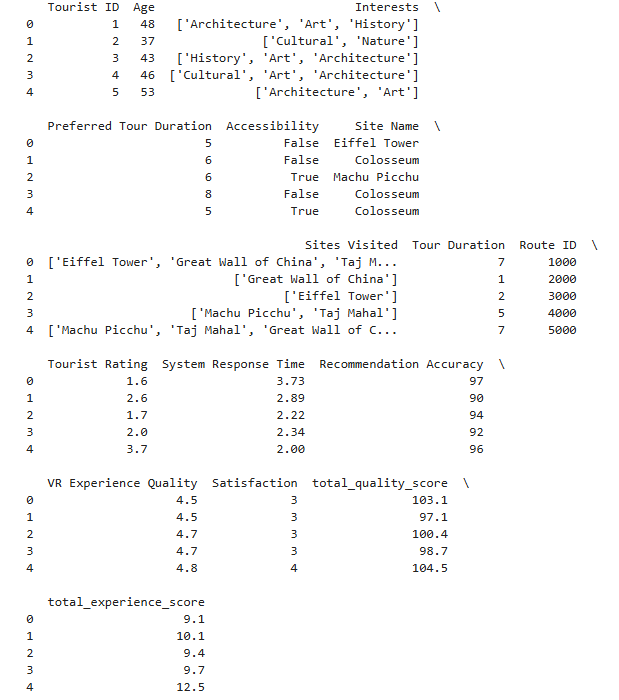 Tourist ID  Age                            Interests  \
0           1   48   ['Architecture', 'Art', 'History']
1           2   37               ['Cultural', 'Nature']
2           3   43   ['History', 'Art', 'Architecture']
3           4   46  ['Cultural', 'Art', 'Architecture']
4           5   53              ['Architecture', 'Art']
   Preferred Tour Duration  Accessibility     Site Name  \
0                        5          False  Eiffel Tower
1                        6          False     Colosseum
2                        6           True  Machu Picchu
3                        8          False     Colosseum
4                        5           True     Colosseum
                                       Sites Visited  Tour Duration  Route ID  \
0  ['Eiffel Tower', 'Great Wall of China', 'Taj M...              7      1000
1                            ['Great Wall of China']              1      2000
2                                   ['Eiffel Tower']              2      3000
3                      ['Machu Picchu', 'Taj Mahal']              5      4000
4  ['Machu Picchu', 'Taj Mahal', 'Great Wall of C...              7      5000
   Tourist Rating  System Response Time  Recommendation Accuracy  \
0             1.6                  3.73                       97
1             2.6                  2.89                       90
2             1.7                  2.22                       94
3             2.0                  2.34                       92
4             3.7                  2.00                       96
   VR Experience Quality  Satisfaction  total_quality_score  \
0                    4.5             3                103.1
1                    4.5             3                 97.1
2                    4.7             3                100.4
3                    4.7             3                 98.7
4                    4.8             4                104.5
   total_experience_score
0                     9.1
1                    10.1
2                     9.4
3                     9.7
4                    12.5